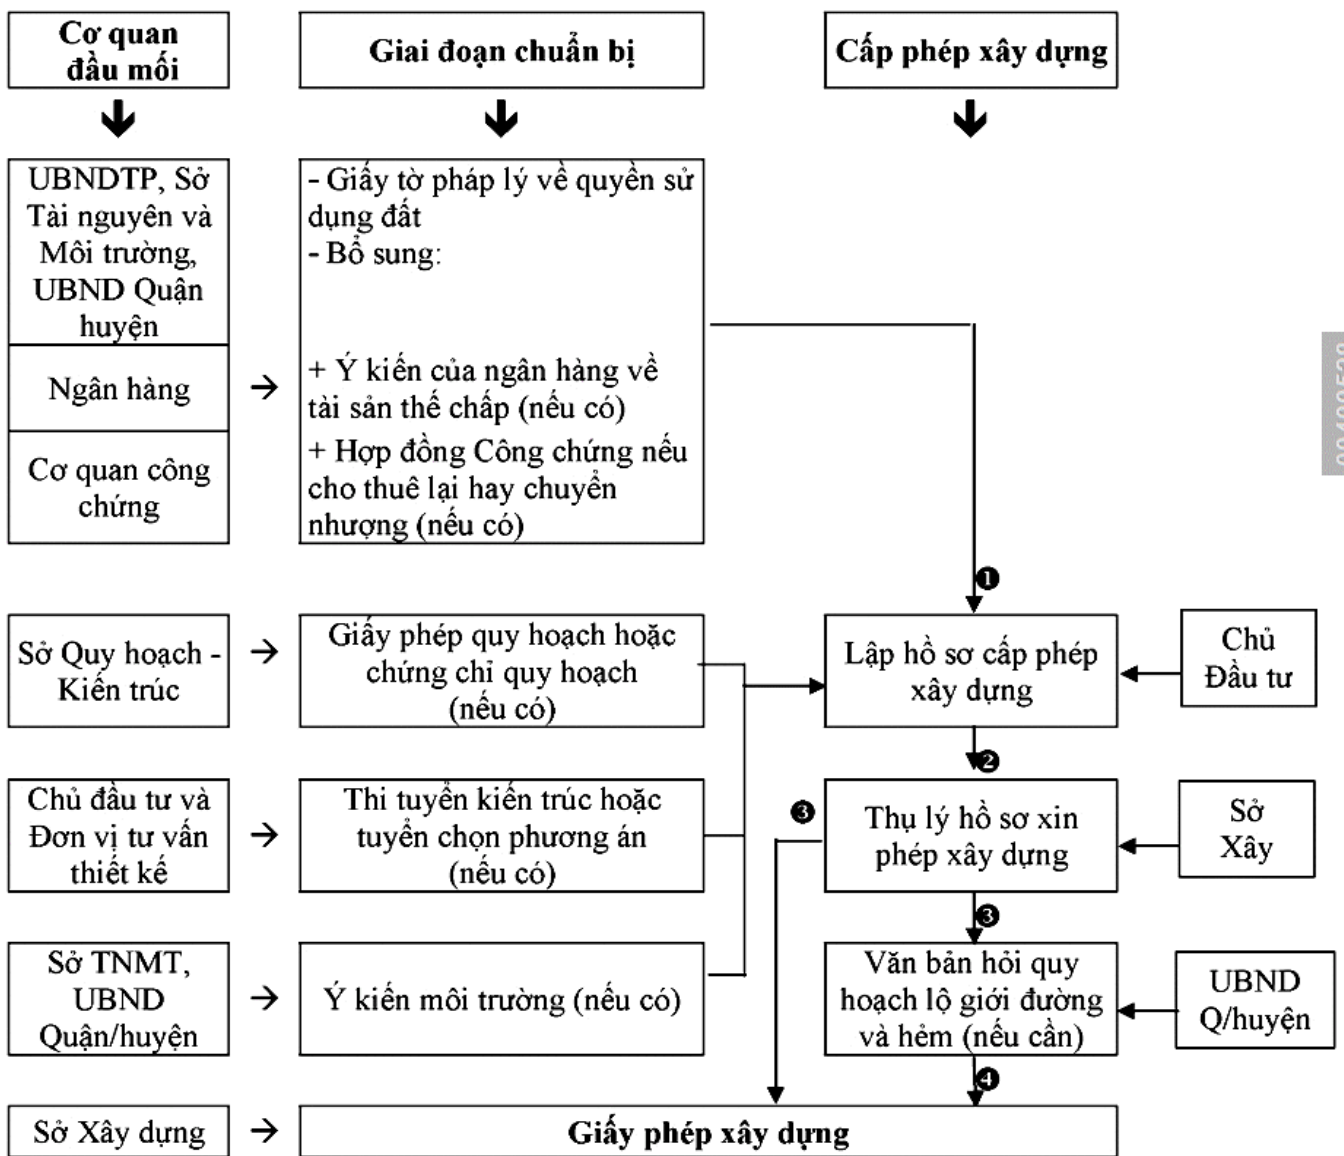 Cơ quan
đầu mối
Giai đoạn chuẩn bị
Cấp phép xây dựng
UBNDTP, Sở
Tài nguyên và
Môi trường,
UBND Quận
huyện
- Giấy tờ pháp lý về quyền sử
dụng đất
- Bổ sung:
Ngân hàng
+ Ý kiến của ngân hàng về
tài sản thế chấp (nếu có)
Cơ quan công
chứng
+ Hợp đồng Công chứng nếu
cho thuê lại hay chuyển
nhượng (nếu có)
❶
Sở Quy hoạch -
Kiến trúc
Giấy phép quy hoạch hoặc
chứng chỉ quy hoạch
(nếu có)
Lập hồ sơ cấp phép
xây dựng
Chủ
Đầu tư
❷
Chủ đầu tư và
Đơn vị tư vấn
thiết kế
Thi tuyển kiến trúc hoặc
tuyển chọn phương án
(nếu có)
❸
Thụ lý hồ sơ xin
phép xây dựng
Sở
Xây
❸
Sở TNMT,
UBND
Quận/huyện
Ý kiến môi trường (nếu có)
Văn bản hỏi quy
hoạch lộ giới đường
và hẻm (nếu cần)
UBND
Q/huyện
❹
Sở Xây dựng
Giấy phép xây dựng